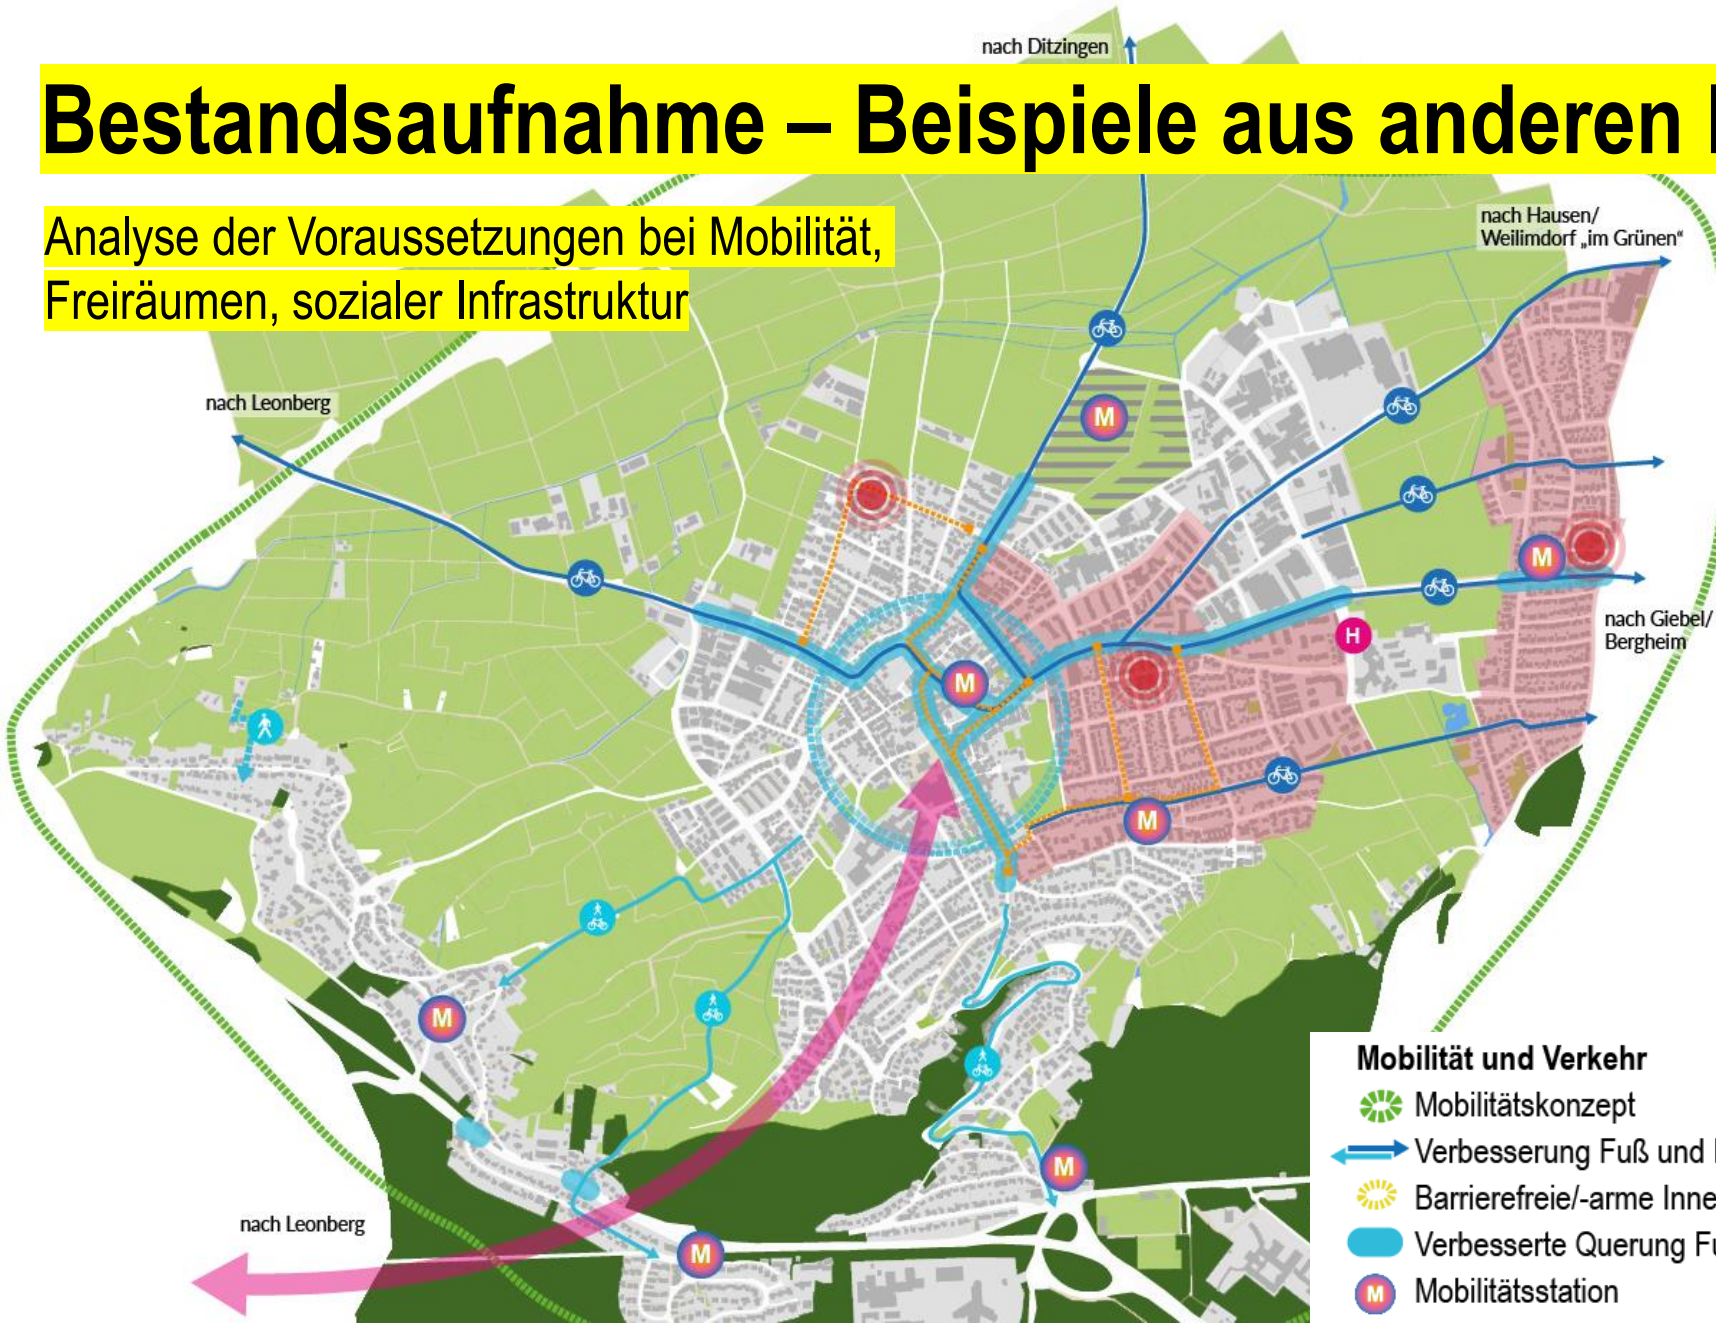 nach Ditzingen
Bestandsaufnahme – Beispiele aus anderen
Analyse der Voraussetzungen bei Mobilität,
Freiräumen, sozialer Infrastruktur
nach Hausen/
Weilimdorf „im Grünen“
nach Leonberg
M
M
nach Giebel/
Bergheim
H
M
M
M
M
M
nach Leonberg
Mobilität und Verkehr
Mobilitätskonzept
Verbesserung Fuß und
Barrierefreie/-arme
Verbesserte Querung
M Mobilitätsstation